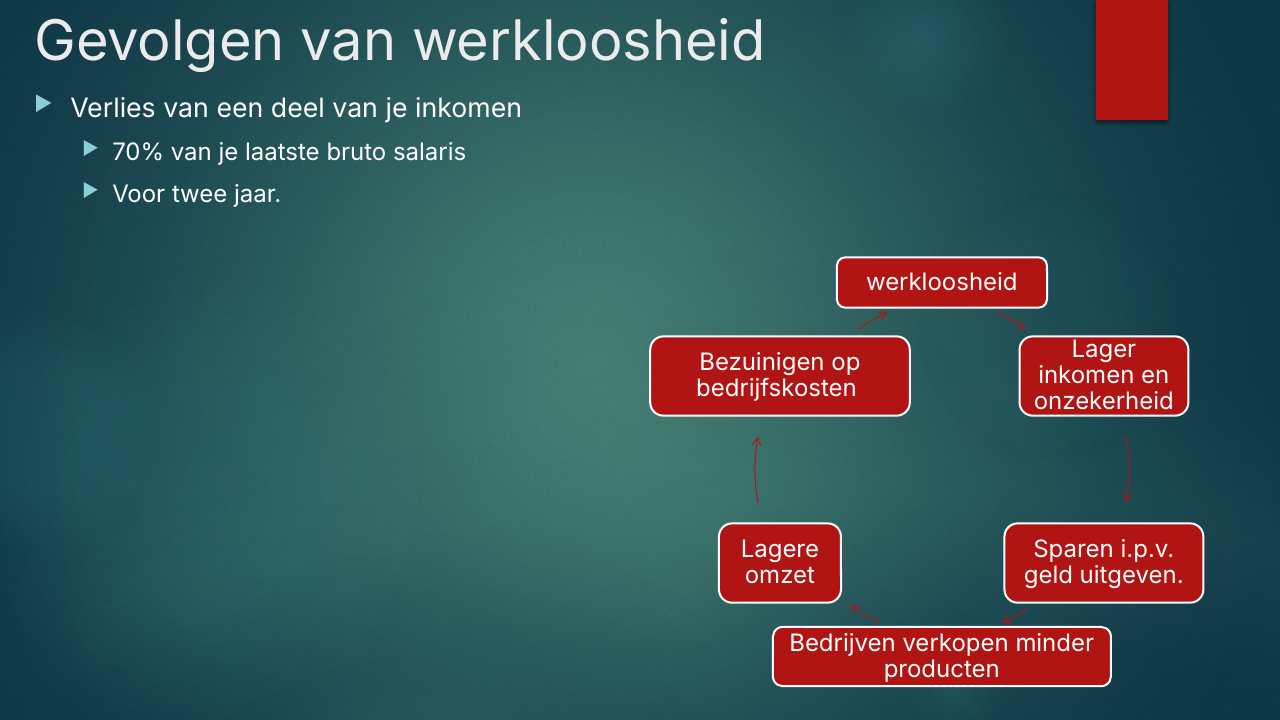 Gevolgen van werkloosheid
Verlies van een deel van je inkomen
70% van je laatste bruto salaris
Voor twee jaar.
werkloosheid
Lager
inkomen en
onzekerheid
Sparen i.p.v.
geld uitgeven.
Bedrijven verkopen minder
producten
Lagere
omzet
Bezuinigen op
bedrijfskosten